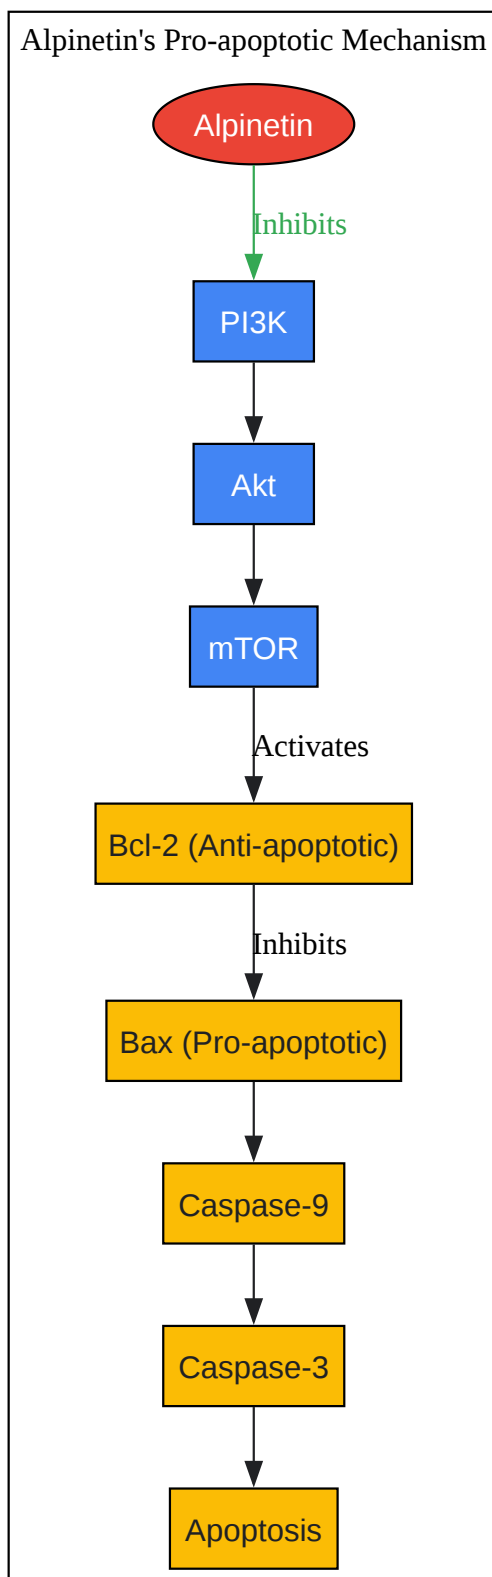 Alpinetin's Pro-apoptotic Mechanism
Alpinetin
Inhibits
PI3K
Akt
mTOR
Activates
Bcl-2 (Anti-apoptotic)
Inhibits
Bax (Pro-apoptotic)
Caspase-9
Caspase-3
Apoptosis